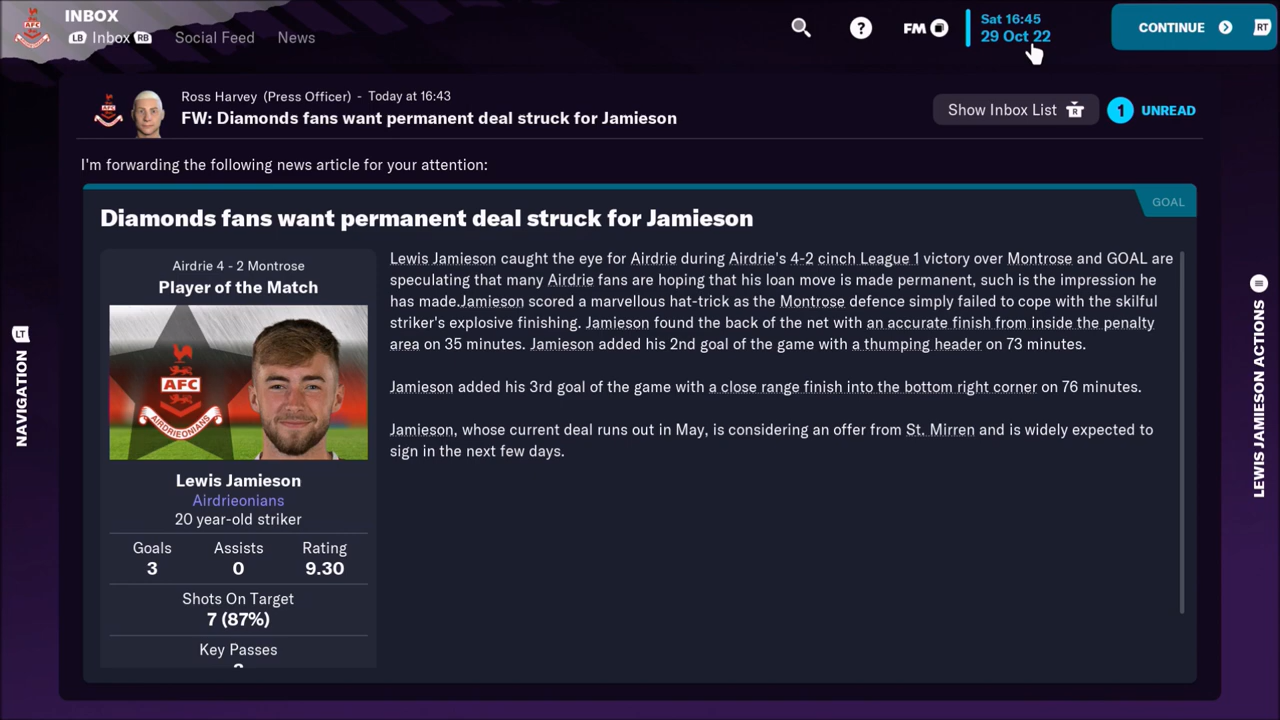 INBOX
LB Inbox RB Social Feed News
? FM
Sat 16:45
29 Oct 22
CONTINUE RT
Ross Harvey (Press Officer) - Today at 16:43
FW: Diamonds fans want permanent deal struck for Jamieson
Show Inbox List R
1 UNREAD
I'm forwarding the following news article for your attention:
Diamonds fans want permanent deal struck for Jamieson
GOAL
Airdrie 4 - 2 Montrose
Player of the Match
AFC
AIRDRIEONIANS
Lewis Jamieson
Airdrieonians
20 year-old striker
Goals Assists Rating
3 0 9.30
Shots On Target
7 (87%)
Key Passes
Lewis Jamieson caught the eye for Airdrie during Airdrie's 4-2 cinch League 1 victory over Montrose and GOAL are
speculating that many Airdrie fans are hoping that his loan move is made permanent, such is the impression he
has made.Jamieson scored a marvellous hat-trick as the Montrose defence simply failed to cope with the skilful
striker's explosive finishing. Jamieson found the back of the net with an accurate finish from inside the penalty
area on 35 minutes. Jamieson added his 2nd goal of the game with a thumping header on 73 minutes.
Jamieson added his 3rd goal of the game with a close range finish into the bottom right corner on 76 minutes.
Jamieson, whose current deal runs out in May, is considering an offer from St. Mirren and is widely expected to
sign in the next few days.
LT
NAVIGATION
LEWIS JAMIESON ACTIONS